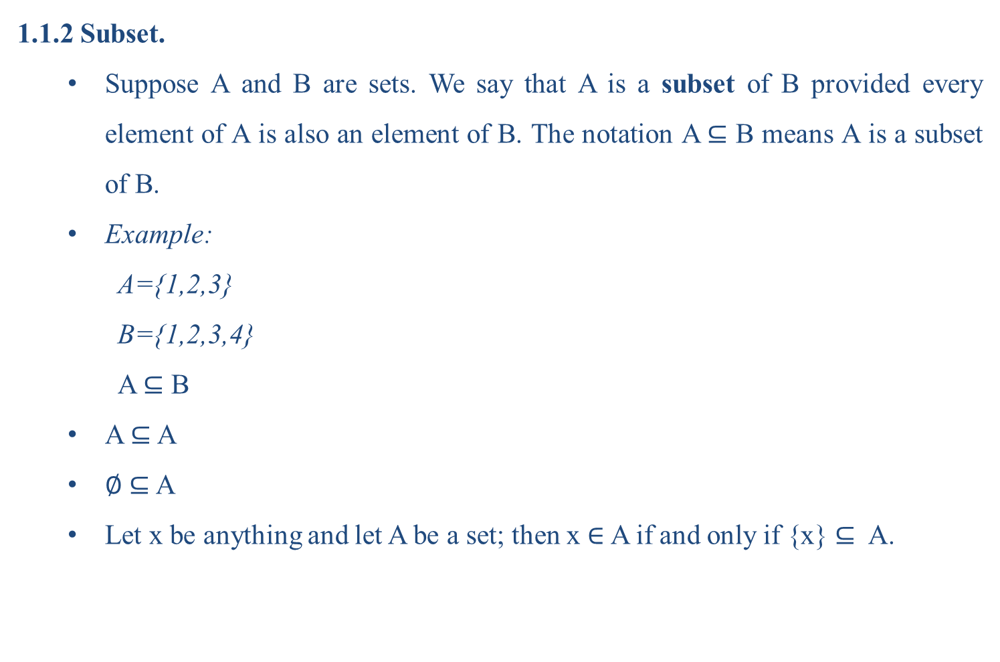 1.1.2 Subset.
• Suppose A and B are sets. We say that A is a subset of B provided every
element of A is also an element of B. The notation A ⊆ B means A is a subset
of B.
• Example:
A={1,2,3}
B={1,2,3,4}
A ⊆ B
• A ⊆ A
• ∅ ⊆ A
• Let x be anything and let A be a set; then x ∈ A if and only if {x} ⊆ A.